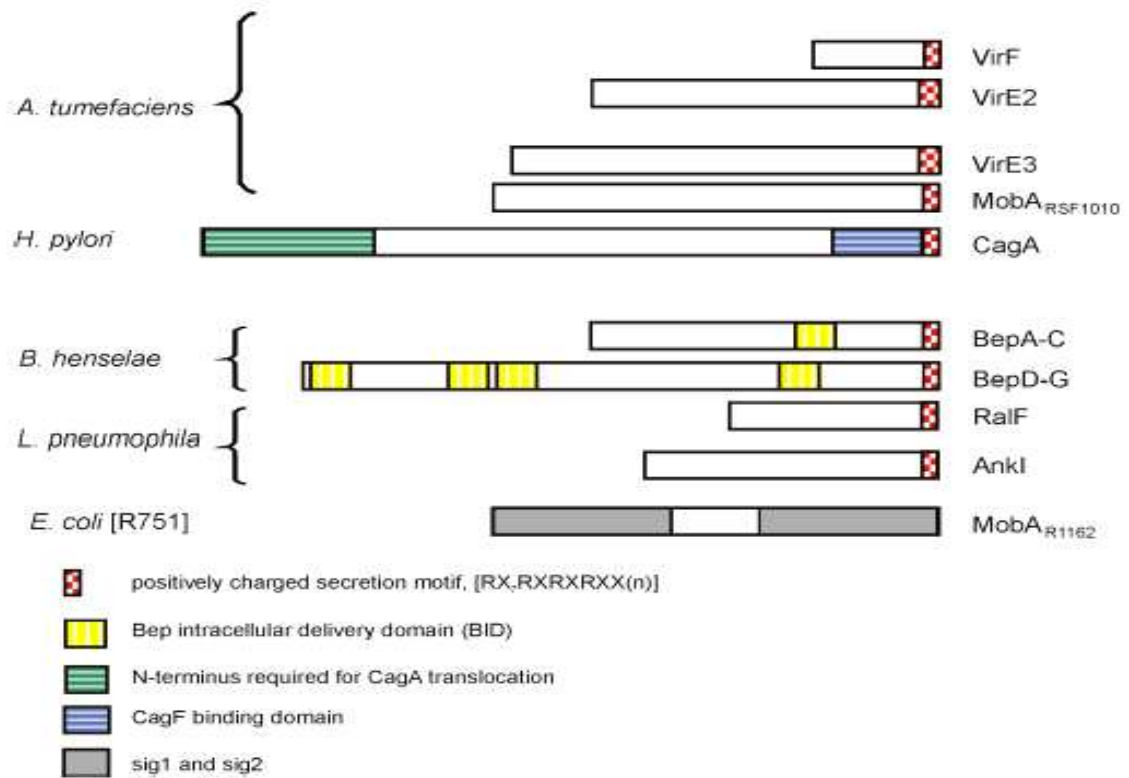 VirF
VirE2
A. tumefaciens
VirE3
MobA RSF1010
H. pylori
CagA
BepA-C
B. henselae
BepD-G
RalF
L. pneumophila
AnkI
E. coli [R751]
MobA R1162
positively charged secretion motif, [RX,RXRXRXX(n)]
Bep intracellular delivery domain (BID)
N-terminus required for CagA translocation
CagF binding domain
sig1 and sig2